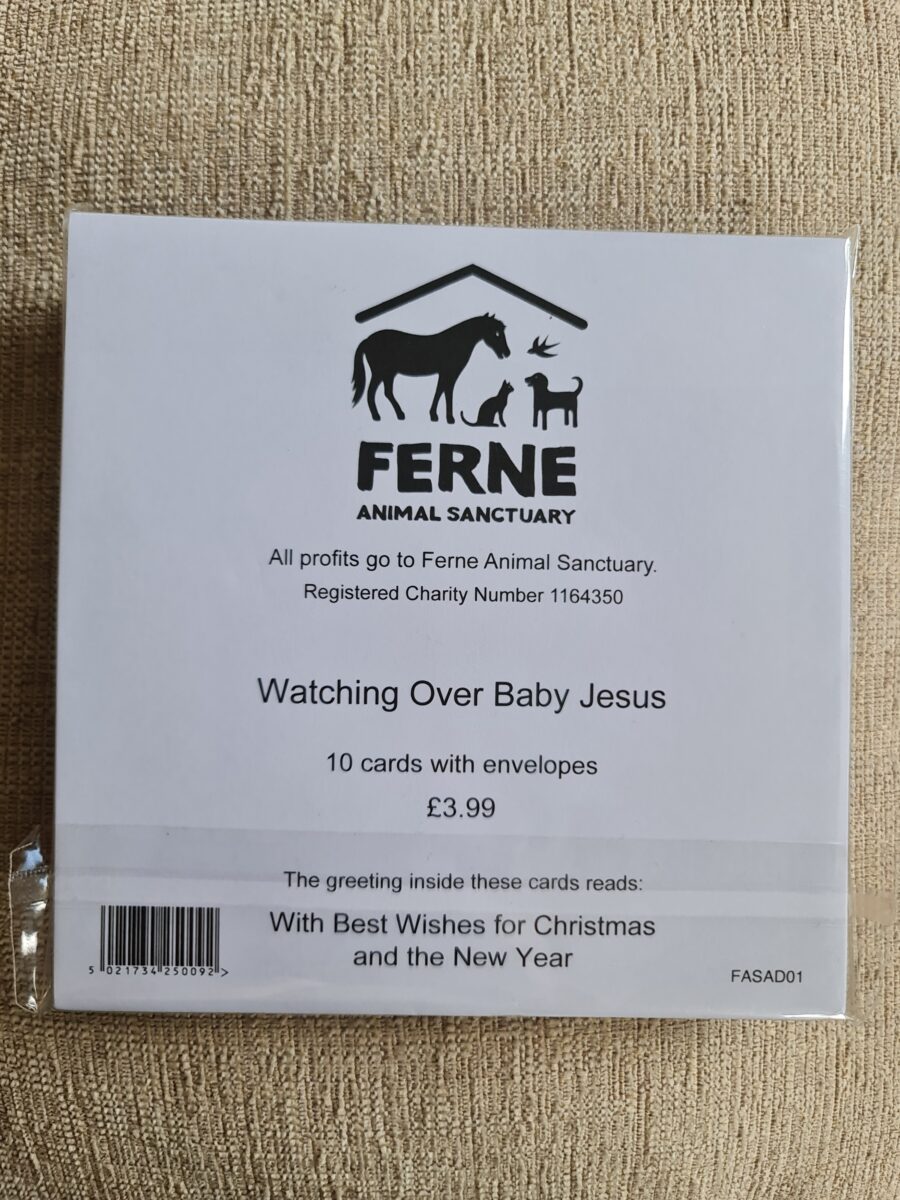 FERNE
ANIMAL SANCTUARY
All profits go to Ferne Animal Sanctuary.
Registered Charity Number 1164350
Watching Over Baby Jesus
10 cards with envelopes
£3.99
The greeting inside these cards reads:
With Best Wishes for Christmas
and the New Year
5 021734 250092 >
FASAD01